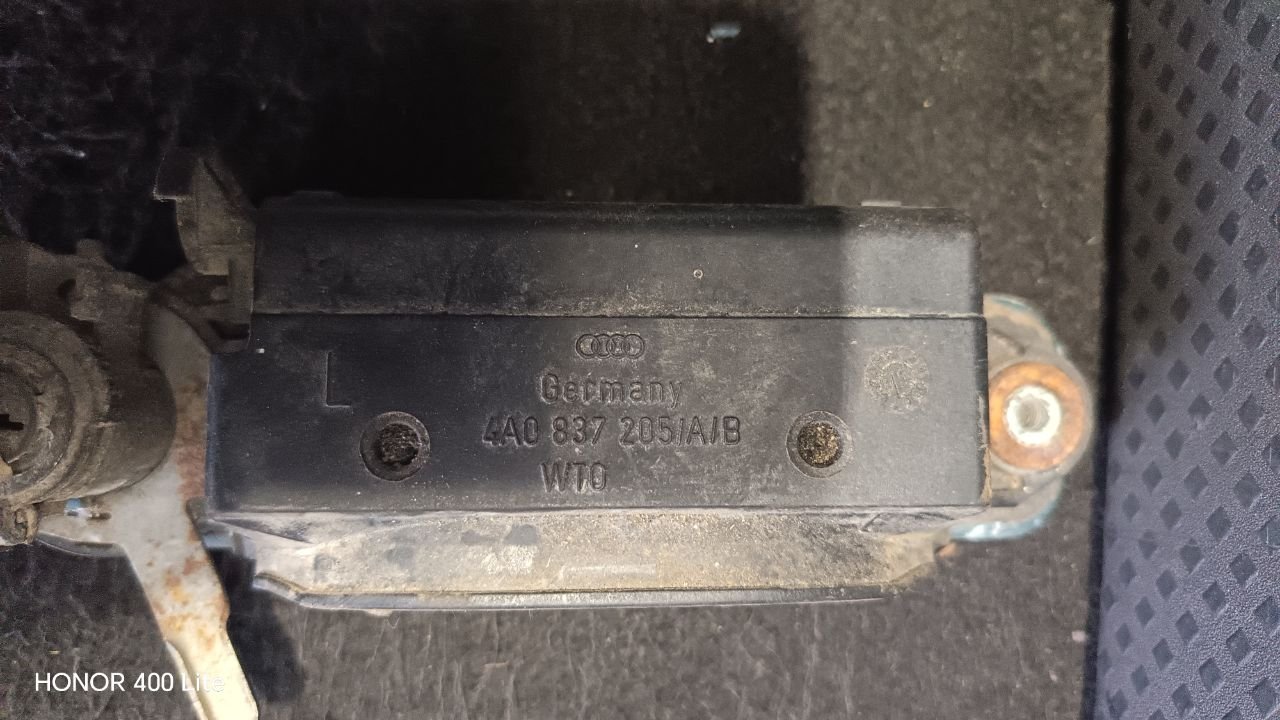 L
Germany
4A0 837 205/A/B
WTO
HONOR 400 Lite